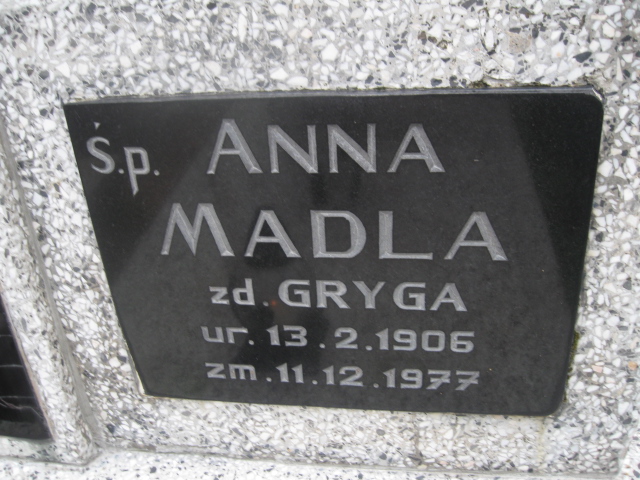 Ś.p. ANNA
MADLA
zd. GRYGA
ur. 13.2.1906
zm. 11.12.1977